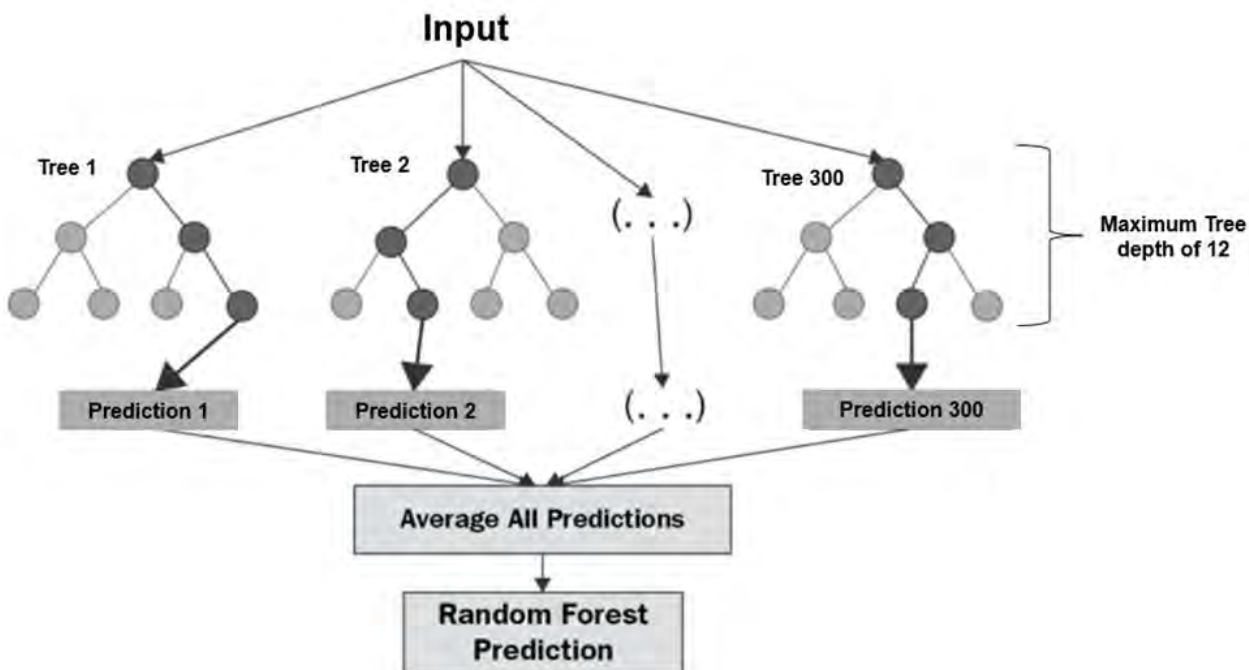 Input
Tree 1
Tree 2
Tree 300
(. . .)
Maximum Tree
depth of 12
Prediction 1
Prediction 2
(. . .)
Prediction 300
Average All Predictions
Random Forest
Prediction